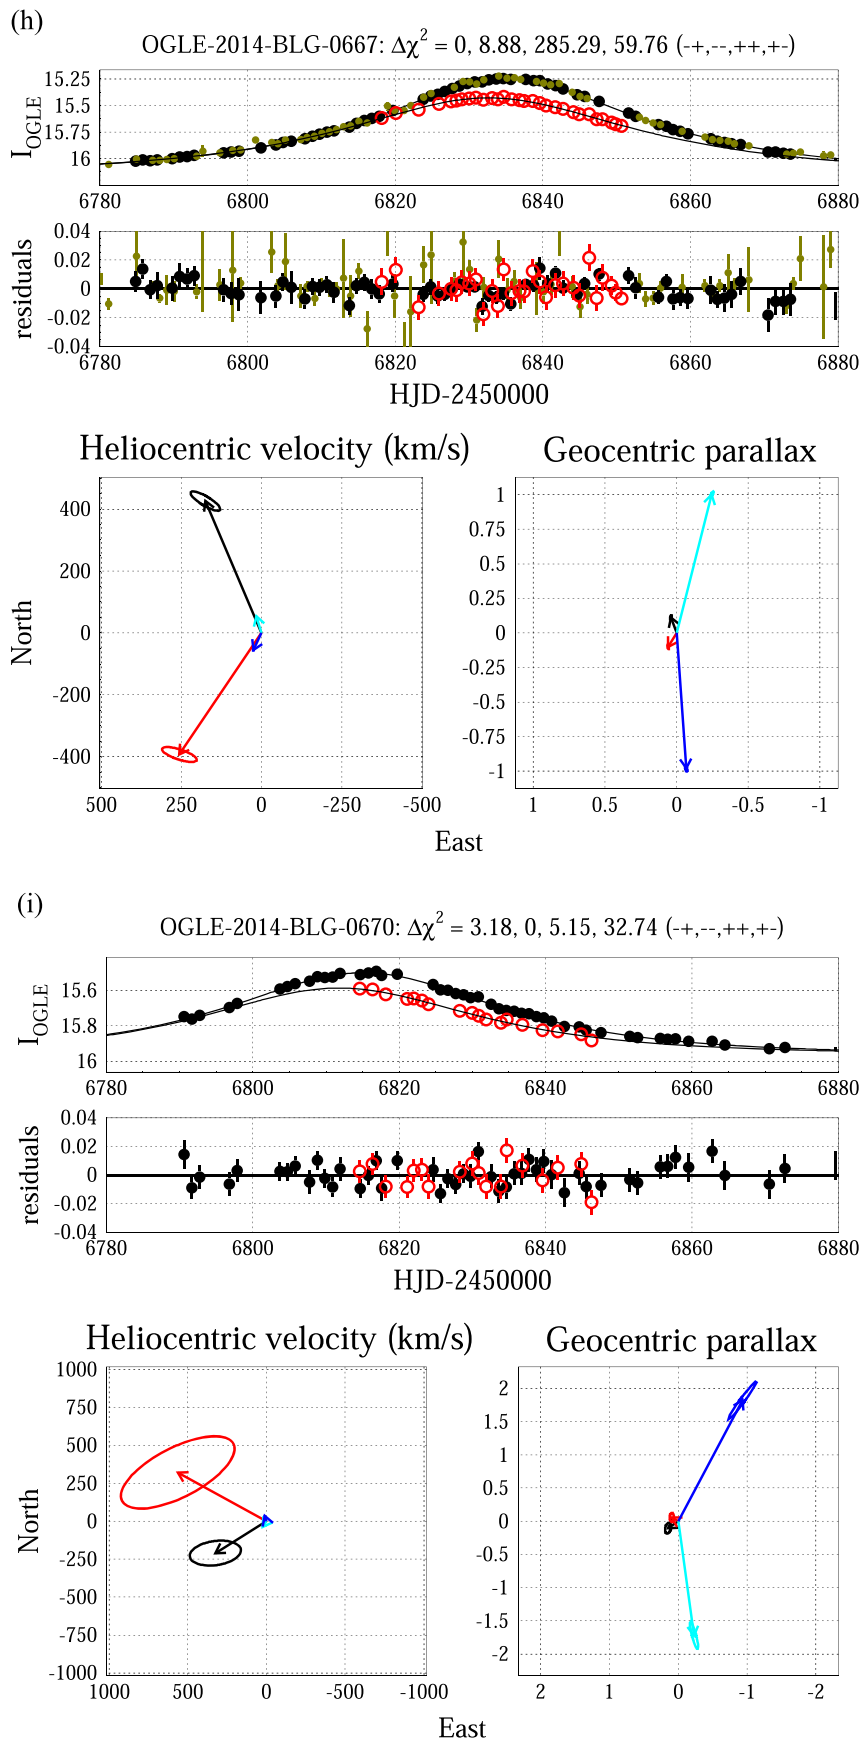 (h)
OGLE-2014-BLG-0667: Δχ² = 0, 8.88, 285.29, 59.76 (-+,--,++,+-)
I_OGLE
15.25
15.5
15.75
16
6780 6800 6820 6840 6860 6880
residuals
0.04
0.02
0
-0.02
-0.04
6780 6800 6820 6840 6860 6880
HJD-2450000
Heliocentric velocity (km/s) Geocentric parallax
North
400
200
0
-200
-400
500 250 0 -250 -500
1
0.75
0.5
0.25
0
-0.25
-0.5
-0.75
-1
1 0.5 0 -0.5 -1
East
(i)
OGLE-2014-BLG-0670: Δχ² = 3.18, 0, 5.15, 32.74 (-+,--,++,+-)
I_OGLE
15.6
15.8
16
6780 6800 6820 6840 6860 6880
residuals
0.04
0.02
0
-0.02
-0.04
6780 6800 6820 6840 6860 6880
HJD-2450000
Heliocentric velocity (km/s) Geocentric parallax
North
1000
750
500
250
0
-250
-500
-750
-1000
1000 500 0 -500 -1000
2
1.5
1
0.5
0
-0.5
-1
-1.5
-2
2 1 0 -1 -2
East